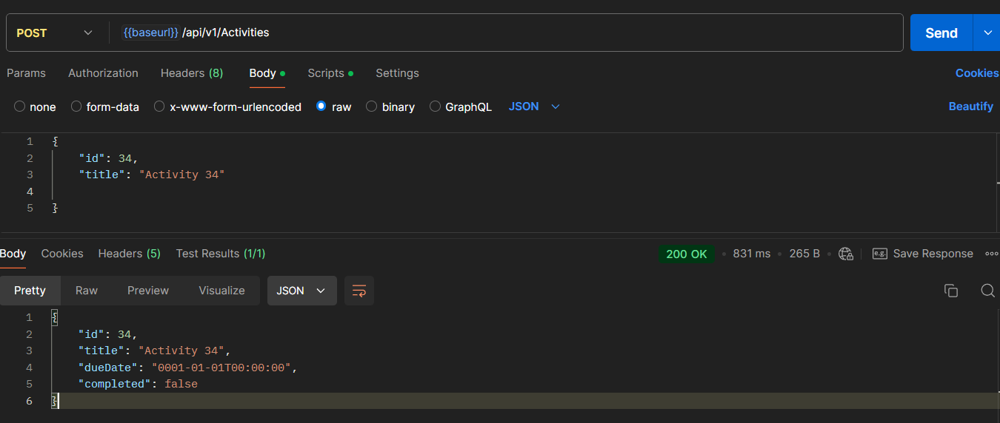 POST {{baseurl}} /api/v1/Activities Send
Params Authorization Headers (8) Body Scripts Settings Cookies
none form-data x-www-form-urlencoded raw binary GraphQL JSON Beautify
1 {
2 "id": 34,
3 "title": "Activity 34"
4
5 }
Body Cookies Headers (5) Test Results (1/1) 200 OK 831 ms 265 B e.g. Save Response
Pretty Raw Preview Visualize JSON
1 {
2 "id": 34,
3 "title": "Activity 34",
4 "dueDate": "0001-01-01T00:00:00",
5 "completed": false
6 }